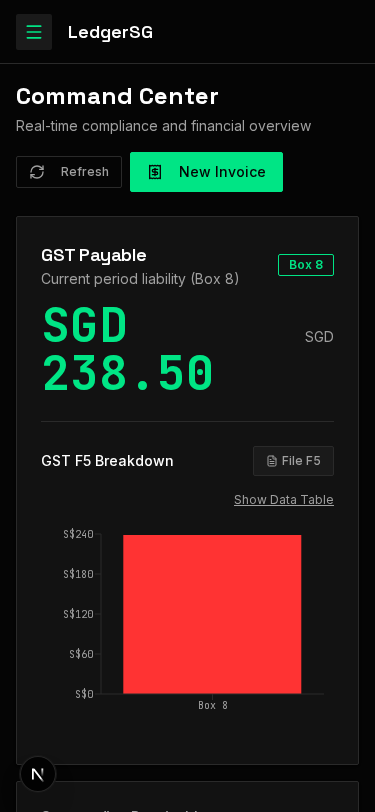 LedgerSG
Command Center
Real-time compliance and financial overview
Refresh
New Invoice
GST Payable
Box 8
Current period liability (Box 8)
SGD
238.50
SGD
GST F5 Breakdown
File F5
Show Data Table
S$240
S$180
S$120
S$60
S$0
Box 8
N